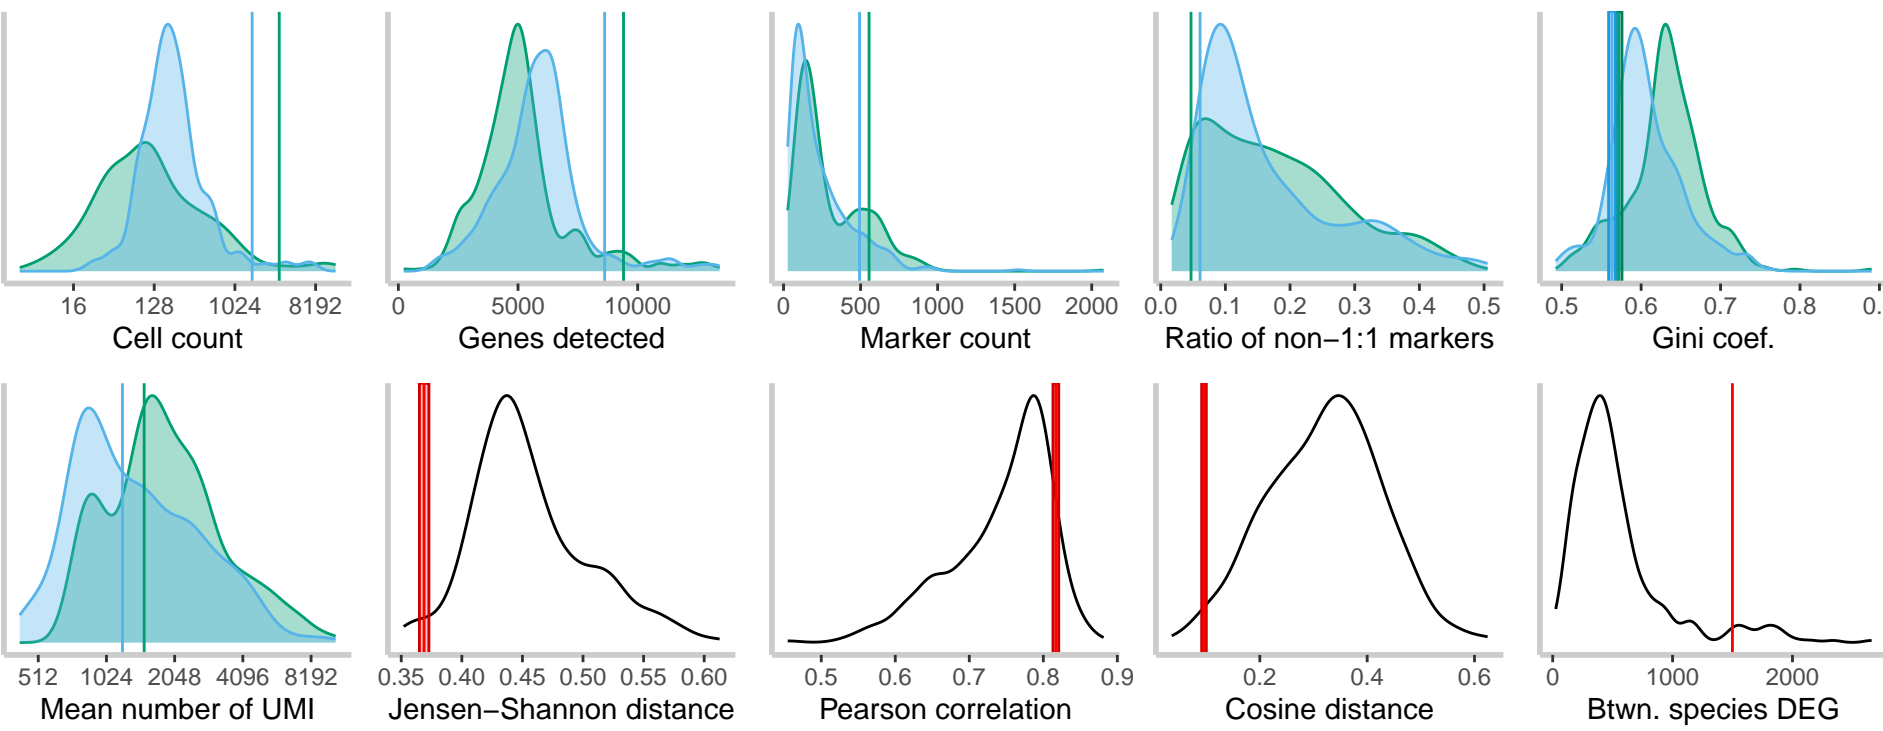 16 128 1024 8192
Cell count
0 5000 10000
Genes detected
0 500 1000 1500 2000
Marker count
0.0 0.1 0.2 0.3 0.4 0.5
Ratio of non−1:1 markers
0.5 0.6 0.7 0.8 0.
Gini coef.
512 1024 2048 4096 8192
Mean number of UMI
0.35 0.40 0.45 0.50 0.55 0.60
Jensen−Shannon distance
0.5 0.6 0.7 0.8 0.9
Pearson correlation
0.2 0.4 0.6
Cosine distance
0 1000 2000
Btwn. species DEG